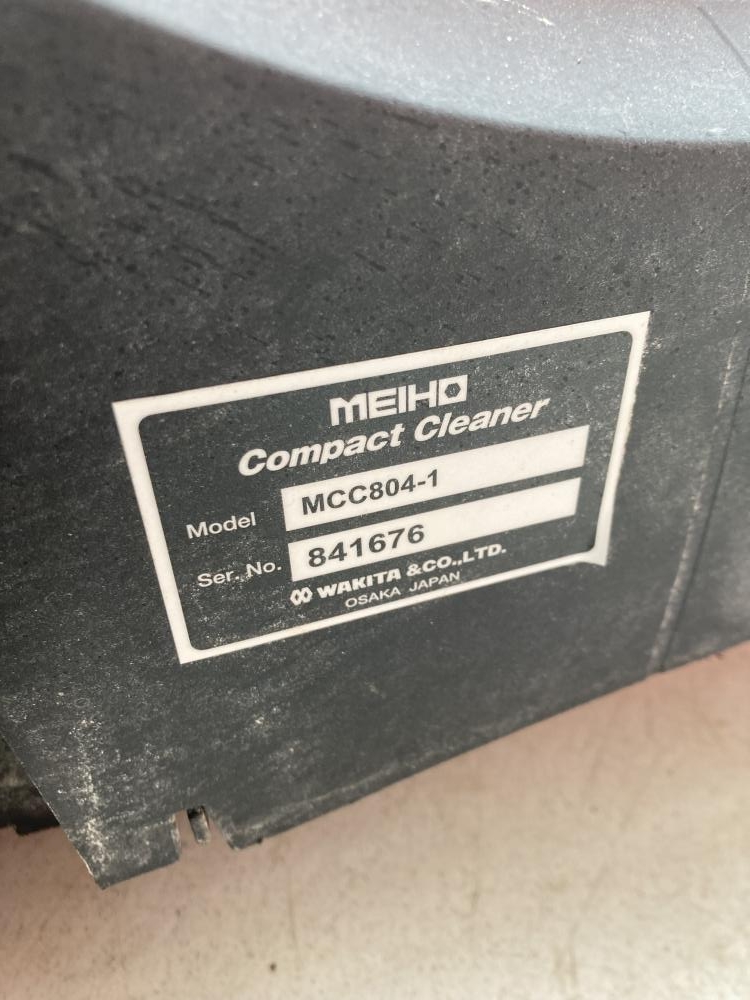 MEIHO
Compact Cleaner
Model MCC804-1
Ser. No. 841676
WAKITA & CO.,LTD.
OSAKA JAPAN